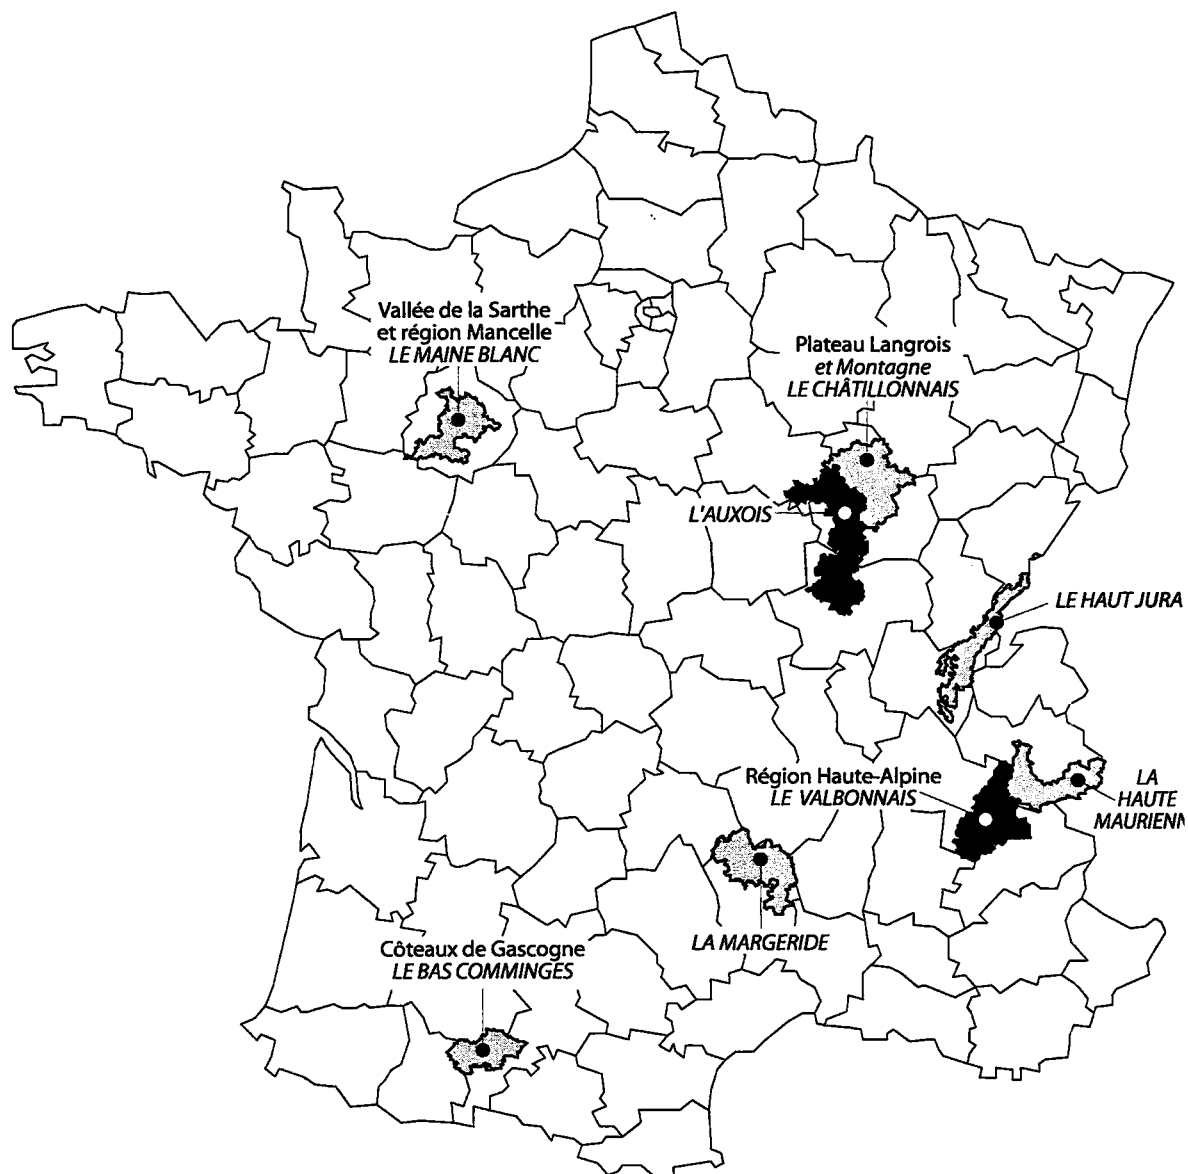 Vallée de la Sarthe
et région Mancelle
LE MAINE BLANC
Plateau Langrois
et Montagne
LE CHÂTILLONNAIS
L'AUXOIS
LE HAUT JURA
Région Haute-Alpine
LE VALBONNAIS
LA
HAUTE
MAURIENN
LA MARGERIDE
Côteaux de Gascogne
LE BAS COMMINGES